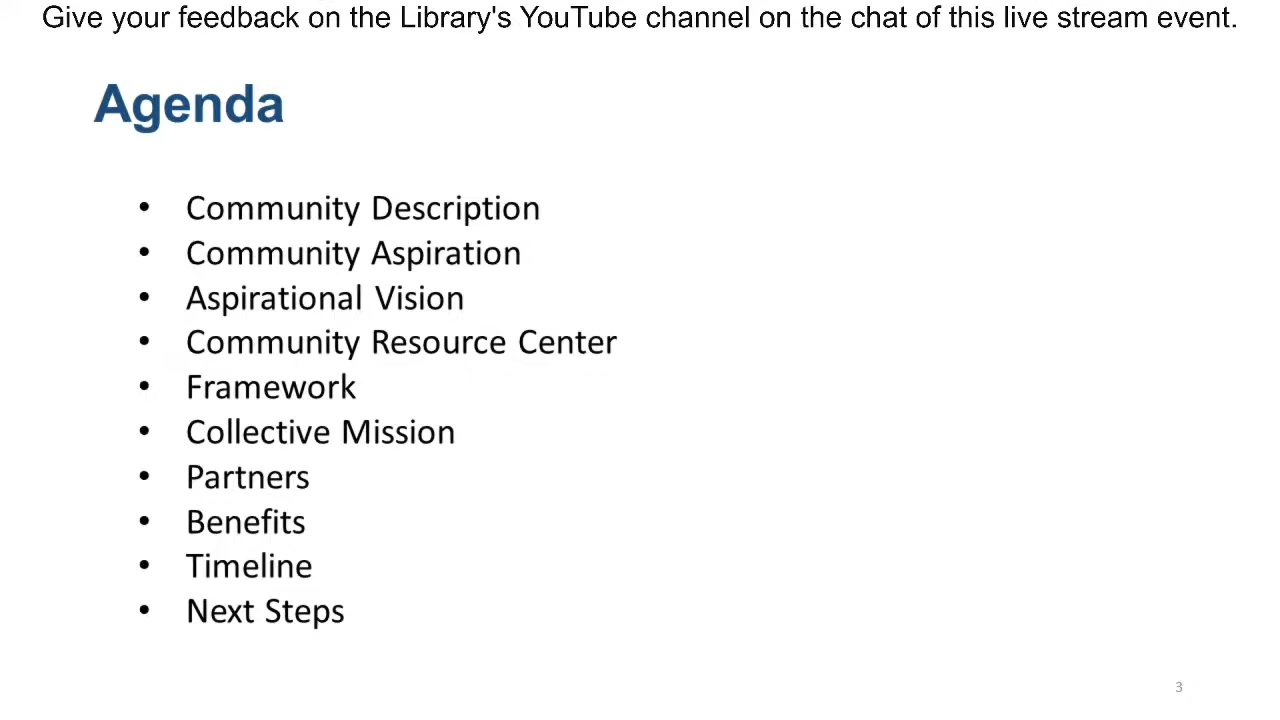 Give your feedback on the Library's YouTube channel on the chat of this live stream event.
Agenda
• Community Description
• Community Aspiration
• Aspirational Vision
• Community Resource Center
• Framework
• Collective Mission
• Partners
• Benefits
• Timeline
• Next Steps
3